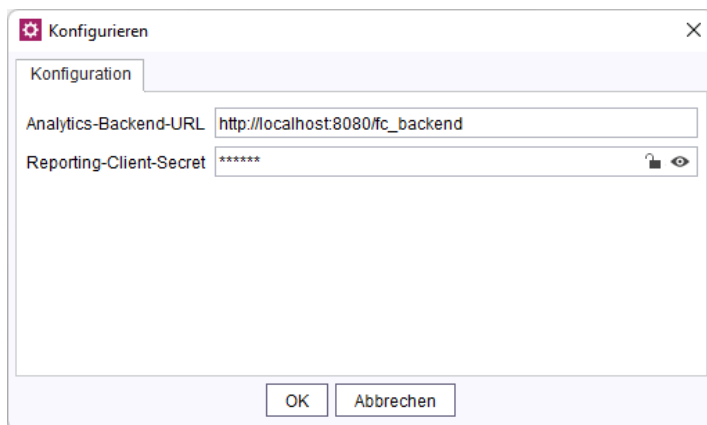 Konfigurieren
Konfiguration
Analytics-Backend-URL http://localhost:8080/fc_backend
Reporting-Client-Secret ******
OK Abbrechen